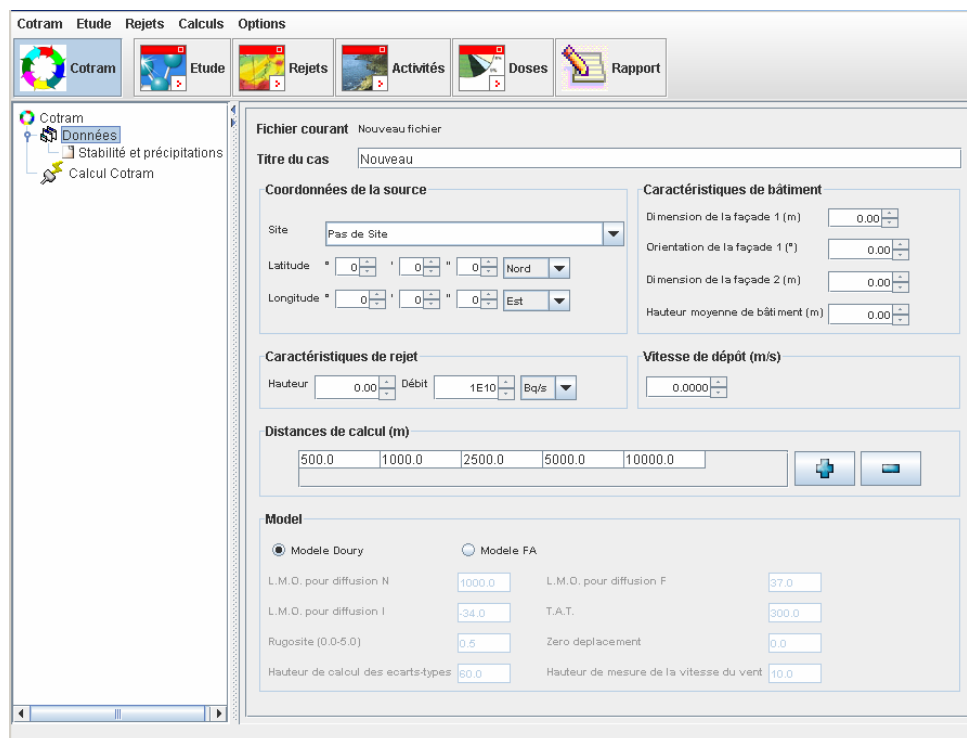 Cotram Etude Rejets Calculs Options
Cotram Etude Rejets Activités Doses Rapport
Cotram
Données
Stabilité et précipitations
Calcul Cotram
Fichier courant Nouveau fichier
Titre du cas Nouveau
Coordonnées de la source
Site Pas de Site
Latitude ° 0 ' 0 " 0 Nord
Longitude ° 0 ' 0 " 0 Est
Caractéristiques de bâtiment
Dimension de la façade 1 (m) 0.00
Orientation de la façade 1 (°) 0.00
Dimension de la façade 2 (m) 0.00
Hauteur moyenne de bâtiment (m) 0.00
Caractéristiques de rejet
Hauteur 0.00 Débit 1E10 Bq/s
Vitesse de dépôt (m/s)
0.0000
Distances de calcul (m)
500.0 1000.0 2500.0 5000.0 10000.0
Model
Modele Doury Modele FA
L.M.O. pour diffusion N 1000.0 L.M.O. pour diffusion F 37.0
L.M.O. pour diffusion I -34.0 T.A.T. 300.0
Rugosite (0.0-5.0) 0.5 Zero deplacement 0.0
Hauteur de calcul des ecarts-types 60.0 Hauteur de mesure de la vitesse du vent 10.0